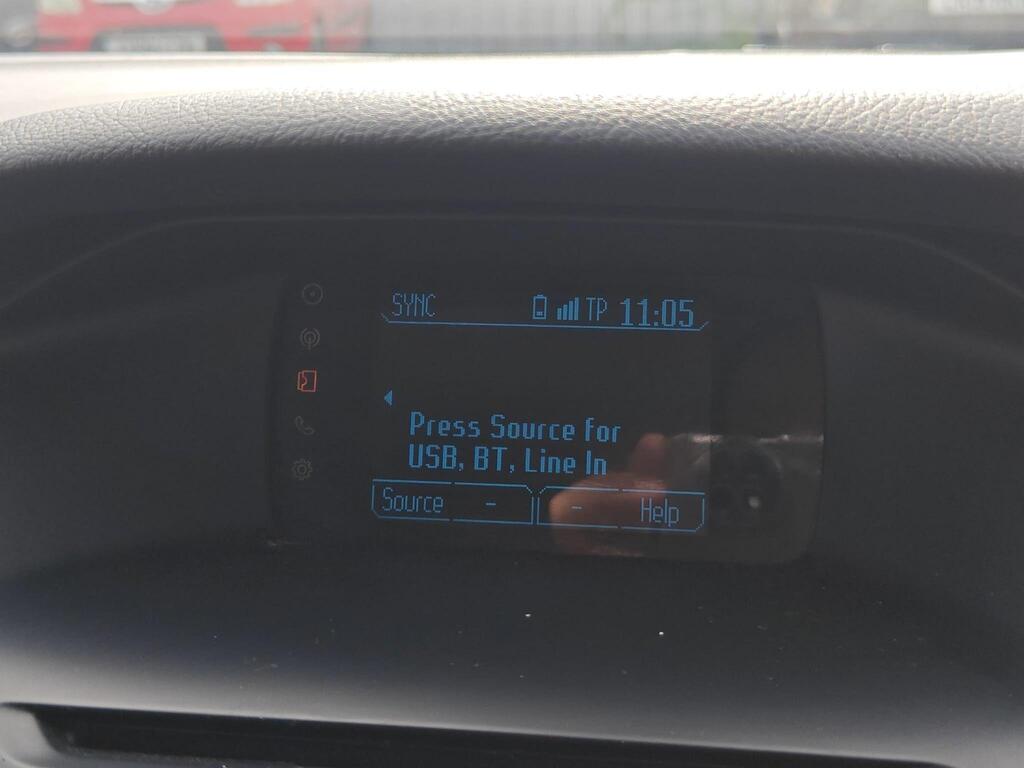 SYNC TP 11:05
Press Source for
USB, BT, Line In
Source - - Help